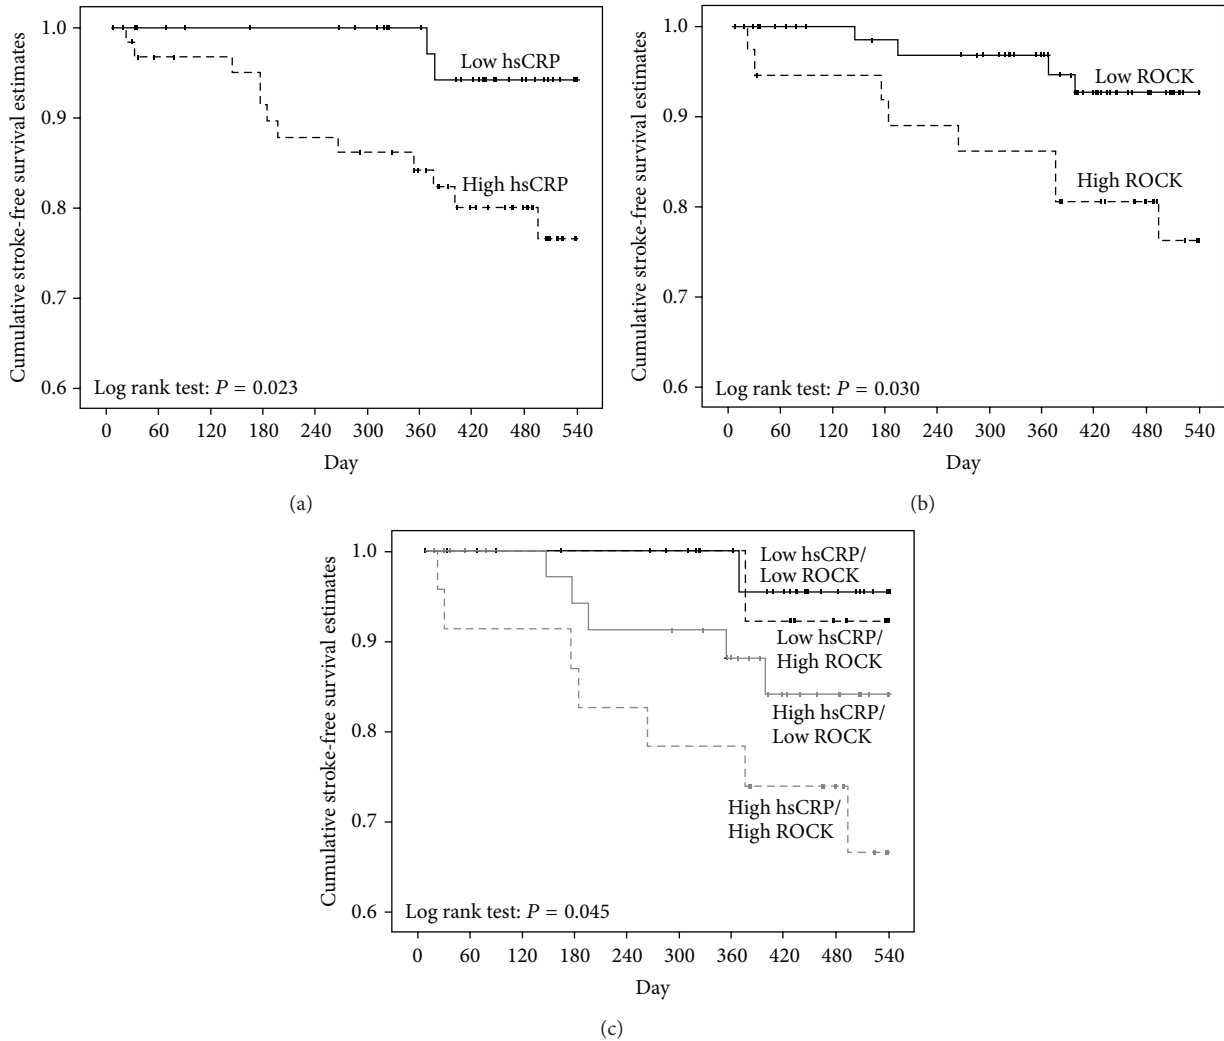 Cumulative stroke-free survival estimates
1.0
0.9
0.8
0.7
0.6
Low hsCRP
High hsCRP
Log rank test: P = 0.023
0 60 120 180 240 300 360 420 480 540
Day
(a)
Cumulative stroke-free survival estimates
1.0
0.9
0.8
0.7
0.6
Low ROCK
High ROCK
Log rank test: P = 0.030
0 60 120 180 240 300 360 420 480 540
Day
(b)
Cumulative stroke-free survival estimates
1.0
0.9
0.8
0.7
0.6
Low hsCRP/
Low ROCK
Low hsCRP/
High ROCK
High hsCRP/
Low ROCK
High hsCRP/
High ROCK
Log rank test: P = 0.045
0 60 120 180 240 300 360 420 480 540
Day
(c)